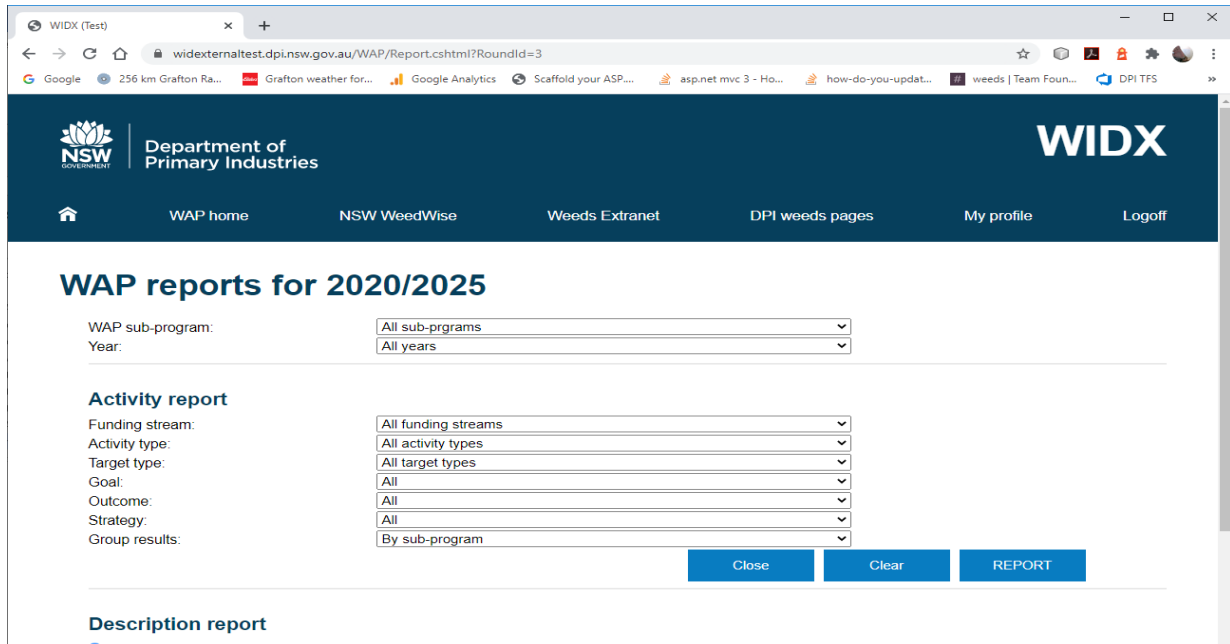 WIDX (Test)
widexternaltest.dpi.nsw.gov.au/WAP/Report.cshtml?RoundId=3
Google 256 km Grafton Ra... Grafton weather for... Google Analytics Scaffold your ASP.... asp.net mvc 3 - Ho... how-do-you-updat... weeds | Team Foun... DPI TFS »
NSW
GOVERNMENT
Department of
Primary Industries
WIDX
WAP home NSW WeedWise Weeds Extranet DPI weeds pages My profile Logoff
WAP reports for 2020/2025
WAP sub-program: All sub-prgrams
Year: All years
Activity report
Funding stream: All funding streams
Activity type: All activity types
Target type: All target types
Goal: All
Outcome: All
Strategy: All
Group results: By sub-program
Close Clear REPORT
Description report